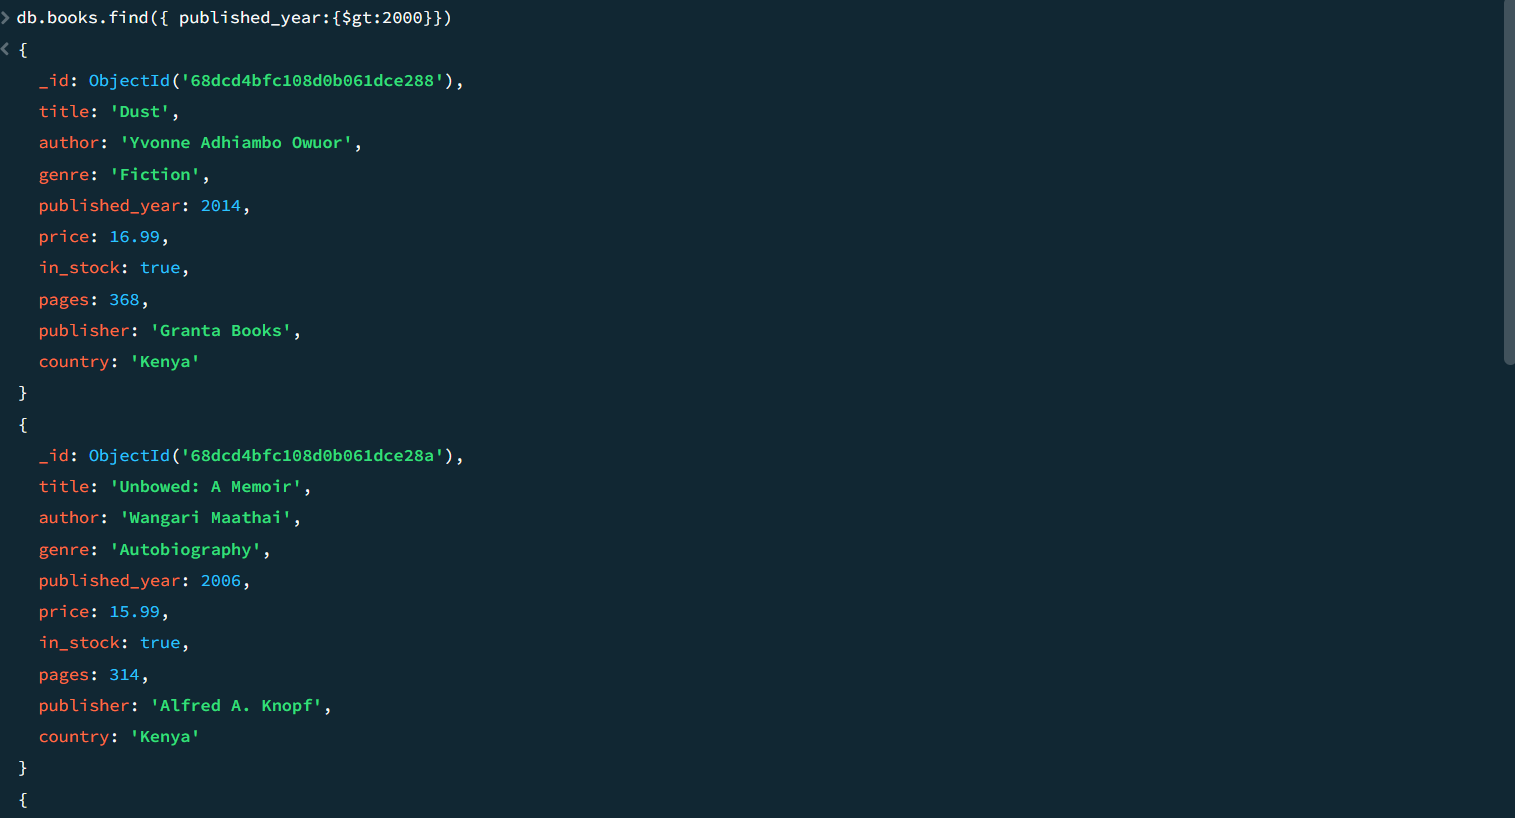 db.books.find({ published_year:{$gt:2000}})
{
_id: ObjectId('68dcd4bfc108d0b061dce288'),
title: 'Dust',
author: 'Yvonne Adhiambo Owuor',
genre: 'Fiction',
published_year: 2014,
price: 16.99,
in_stock: true,
pages: 368,
publisher: 'Granta Books',
country: 'Kenya'
}
{
_id: ObjectId('68dcd4bfc108d0b061dce28a'),
title: 'Unbowed: A Memoir',
author: 'Wangari Maathai',
genre: 'Autobiography',
published_year: 2006,
price: 15.99,
in_stock: true,
pages: 314,
publisher: 'Alfred A. Knopf',
country: 'Kenya'
}
{